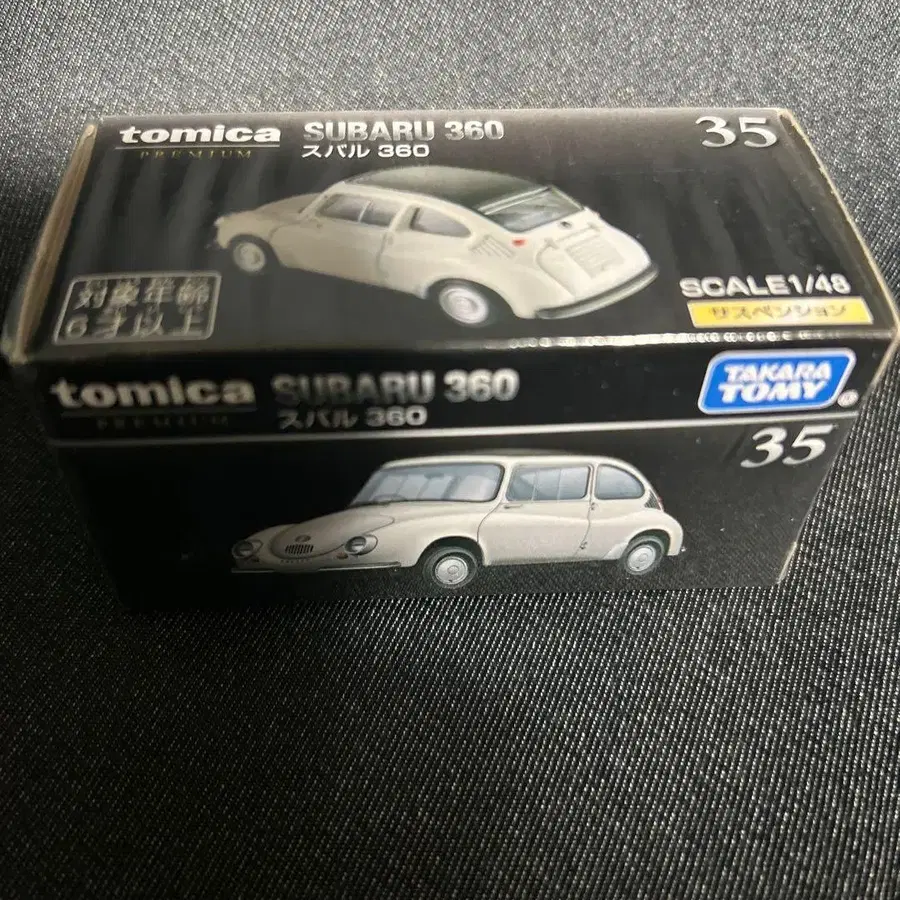 tomica SUBARU 360 35
PREMIUM スバル 360
対象年齢
6才以上
SCALE1/48
サスペンション
tomica SUBARU 360
PREMIUM スバル 360
TAKARA
TOMY
35